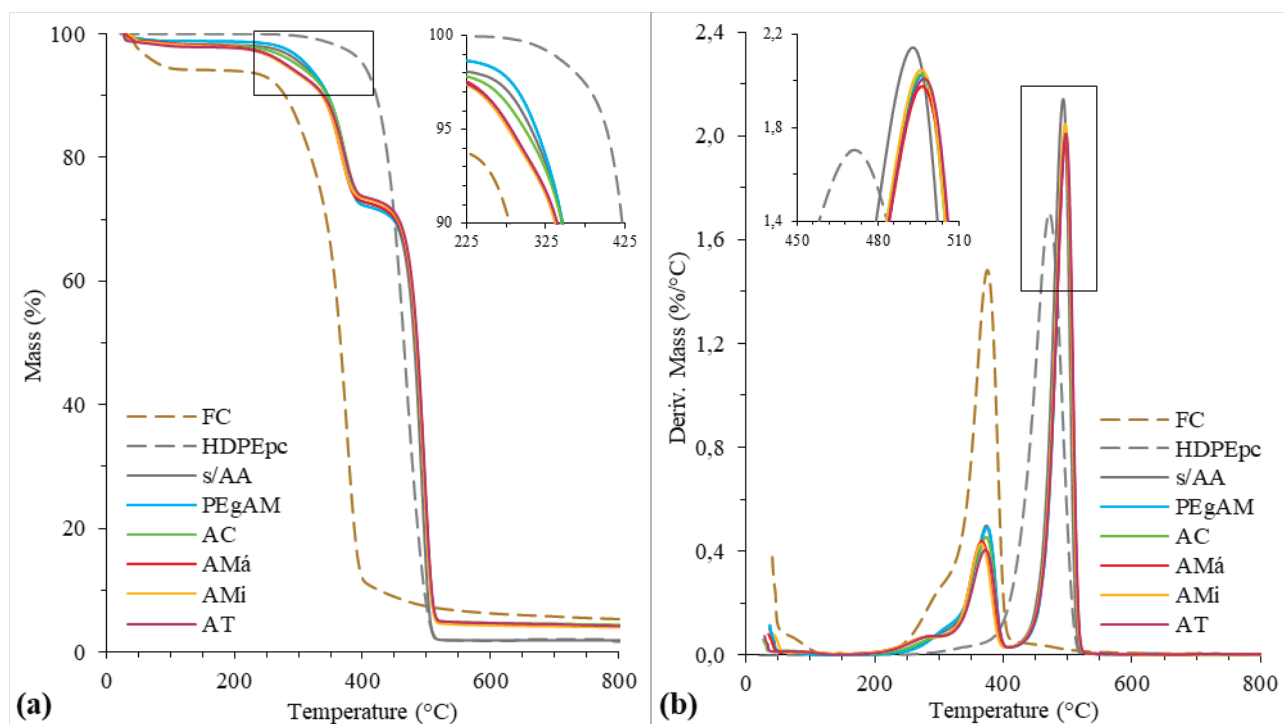 100
80
60
40
20
0
Mass (%)
0
200
400
600
800
Temperature (°C)
(a)
100
95
90
225
325
425
FC
HDPEpc
s/AA
PEgAM
AC
AMá
AMi
AT
2,4
2,0
1,6
1,2
0,8
0,4
0,0
Deriv. Mass (%/°C)
0
200
400
600
800
Temperature (°C)
(b)
2,2
1,8
1,4
450
480
510
FC
HDPEpc
s/AA
PEgAM
AC
AMá
AMi
AT